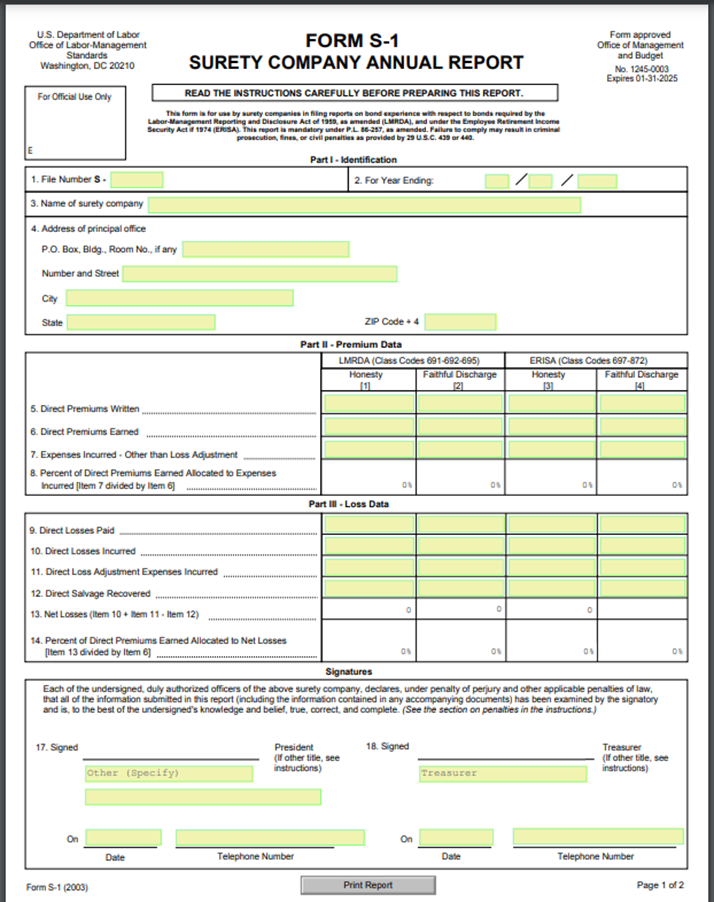 U.S. Department of Labor
Office of Labor-Management
Standards
Washington, DC 20210
FORM S-1
SURETY COMPANY ANNUAL REPORT
Form approved
Office of Management
and Budget
No. 1245-0003
Expires 01-31-2025
For Official Use Only
E
READ THE INSTRUCTIONS CAREFULLY BEFORE PREPARING THIS REPORT.
This form is for use by surety companies in filing reports on bond experience with respect to bonds required by the
Labor-Management Reporting and Disclosure Act of 1959, as amended (LMRDA), and under the Employee Retirement Income
Security Act if 1974 (ERISA). This report is mandatory under P.L. 86-257, as amended. Failure to comply may result in criminal
prosecution, fines, or civil penalties as provided by 29 U.S.C. 439 or 440.
Part I - Identification
1. File Number S -
2. For Year Ending: / /
3. Name of surety company
4. Address of principal office
P.O. Box, Bldg., Room No., if any
Number and Street
City
State ZIP Code + 4
Part II - Premium Data
LMRDA (Class Codes 691-692-695) ERISA (Class Codes 697-872)
Honesty Faithful Discharge Honesty Faithful Discharge
[1] [2] [3] [4]
5. Direct Premiums Written
6. Direct Premiums Earned
7. Expenses Incurred - Other than Loss Adjustment
8. Percent of Direct Premiums Earned Allocated to Expenses
Incurred [Item 7 divided by Item 6] 0% 0% 0% 0%
Part III - Loss Data
9. Direct Losses Paid
10. Direct Losses Incurred
11. Direct Loss Adjustment Expenses Incurred
12. Direct Salvage Recovered
13. Net Losses (Item 10 + Item 11 - Item 12) 0 0 0
14. Percent of Direct Premiums Earned Allocated to Net Losses
[Item 13 divided by Item 6] 0% 0% 0% 0%
Signatures
Each of the undersigned, duly authorized officers of the above surety company, declares, under penalty of perjury and other applicable penalties of law,
that all of the information submitted in this report (including the information contained in any accompanying documents) has been examined by the signatory
and is, to the best of the undersigned's knowledge and belief, true, correct, and complete. (See the section on penalties in the instructions.)
17. Signed
President
(If other title, see
instructions)
Other (Specify)
On
Date Telephone Number
18. Signed
Treasurer
(If other title, see
instructions)
Treasurer
On
Date Telephone Number
Form S-1 (2003)
Print Report
Page 1 of 2